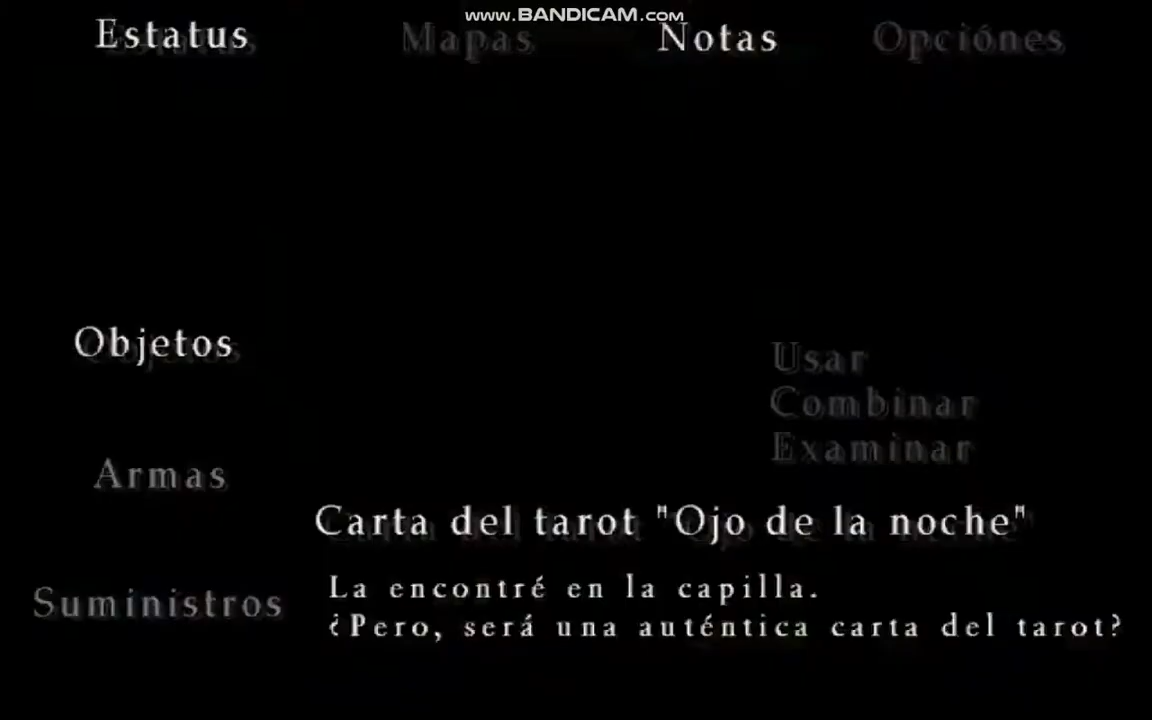 www.BANDICAM.com
Estatus Mapas Notas Opciónes
Objetos
Usar
Combinar
Examinar
Armas
Carta del tarot "Ojo de la noche"
Suministros
La encontré en la capilla.
¿Pero, será una auténtica carta del tarot?